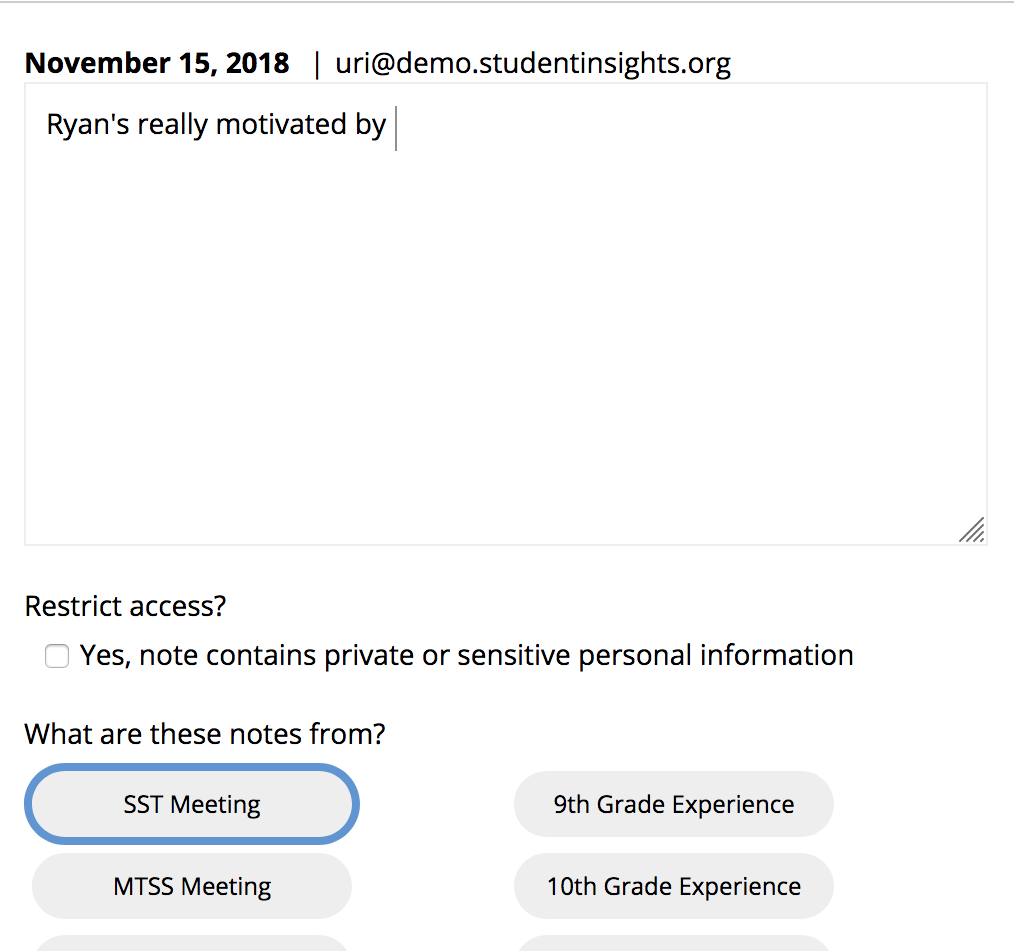 November 15, 2018 | uri@demo.studentinsights.org
Ryan's really motivated by
Restrict access?
Yes, note contains private or sensitive personal information
What are these notes from?
SST Meeting 9th Grade Experience
MTSS Meeting 10th Grade Experience